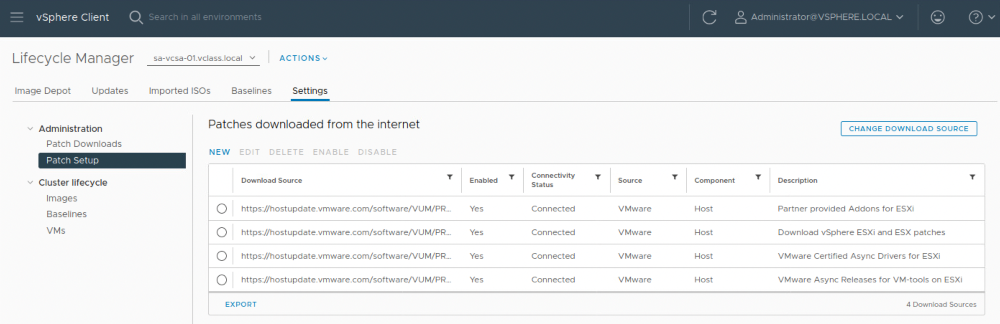 vSphere Client
Search in all environments
Administrator@VSPHERE.LOCAL
Lifecycle Manager
sa-vcsa-01.vclass.local
ACTIONS
Image Depot Updates Imported ISOs Baselines Settings
Administration
Patch Downloads
Patch Setup
Cluster lifecycle
Images
Baselines
VMs
Patches downloaded from the internet
CHANGE DOWNLOAD SOURCE
NEW EDIT DELETE ENABLE DISABLE
Download Source Enabled Connectivity Status Source Component Description
https://hostupdate.vmware.com/software/VUM/PR... Yes Connected VMware Host Partner provided Addons for ESXi
https://hostupdate.vmware.com/software/VUM/PR... Yes Connected VMware Host Download vSphere ESXi and ESX patches
https://hostupdate.vmware.com/software/VUM/PR... Yes Connected VMware Host VMware Certified Async Drivers for ESXi
https://hostupdate.vmware.com/software/VUM/PR... Yes Connected VMware Host VMware Async Releases for VM-tools on ESXi
EXPORT
4 Download Sources